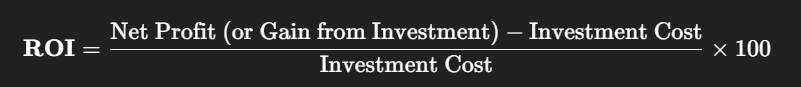 ROI = Net Profit (or Gain from Investment) – Investment Cost
Investment Cost
× 100